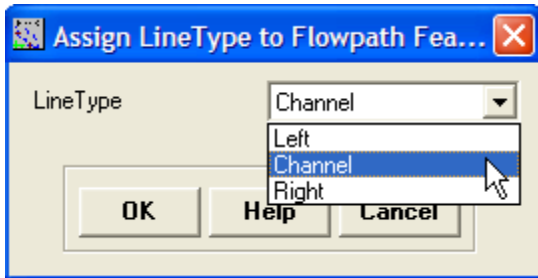 Assign LineType to Flowpath Fea...
LineType
Channel
Left
Channel
Right
OK
Help
Cancel